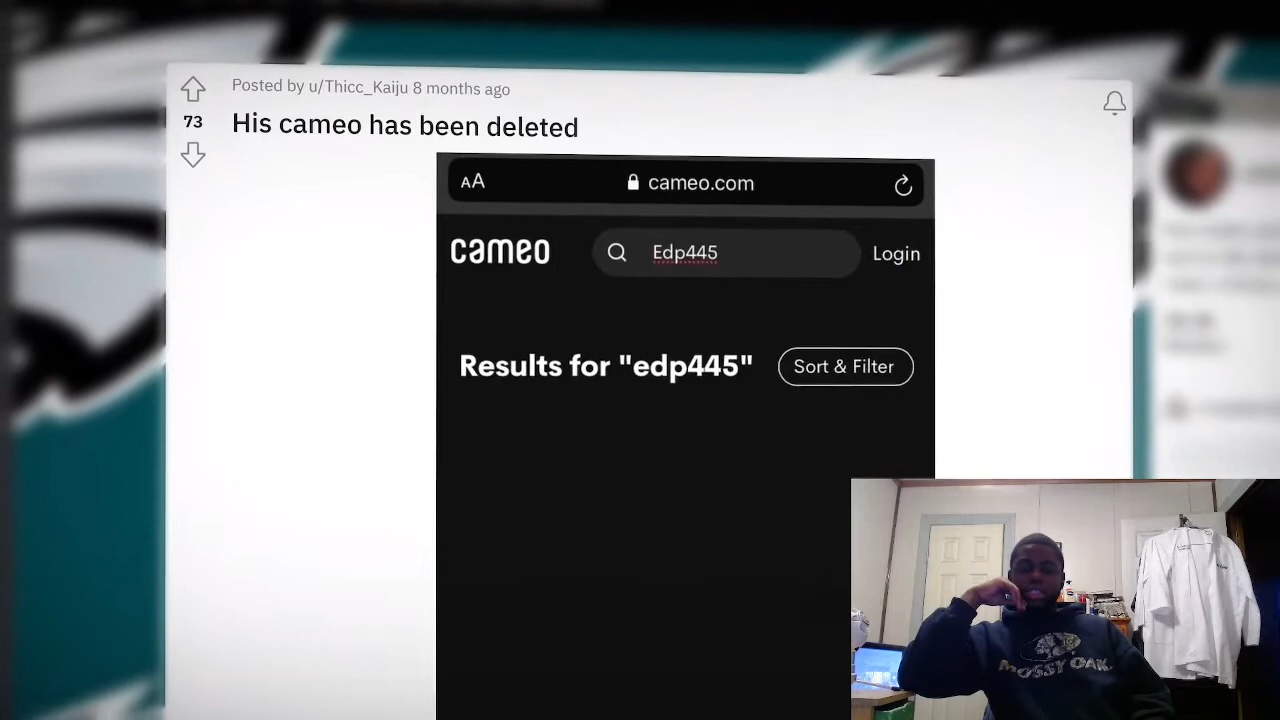 Posted by u/Thicc_Kaiju 8 months ago
73
His cameo has been deleted
AA
cameo.com
cameo
Edp445
Login
Results for "edp445"
Sort & Filter
MOSSY OAK.